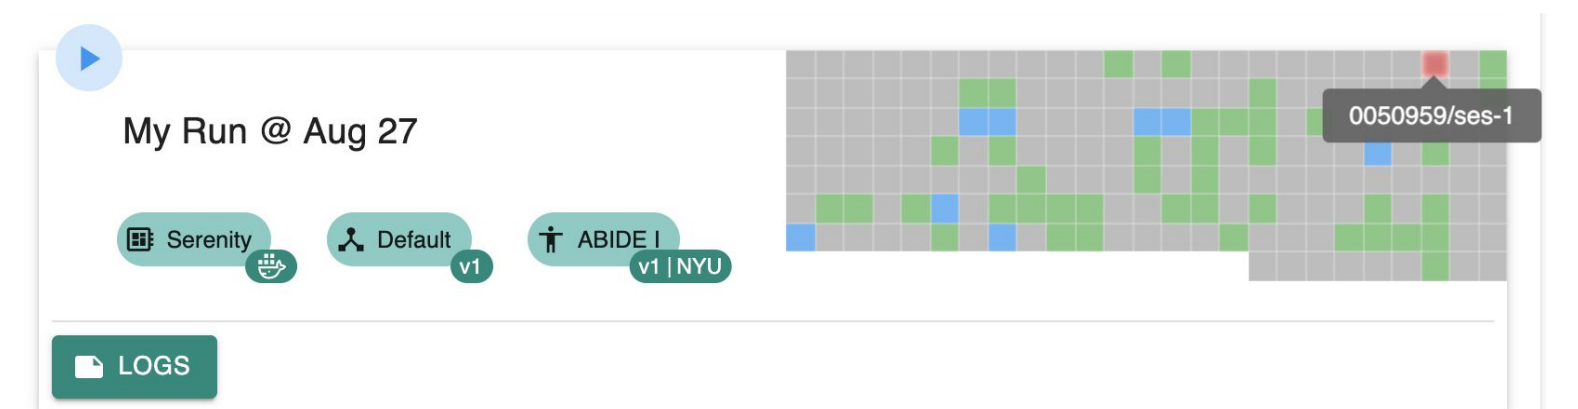 0050959/ses-1
My Run @ Aug 27
Serenity
Default
v1
ABIDE I
v1 | NYU
LOGS